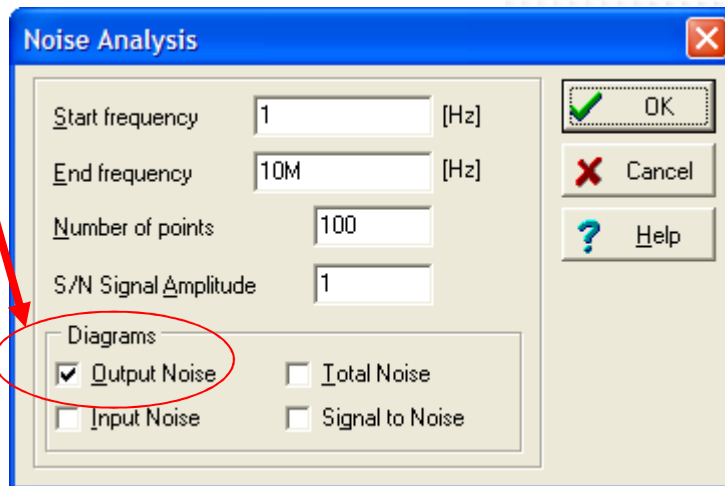 Noise Analysis
Start frequency 1 [Hz]
OK
End frequency 10M [Hz]
Cancel
Number of points 100
? Help
S/N Signal Amplitude 1
Diagrams
Output Noise Total Noise
Input Noise Signal to Noise